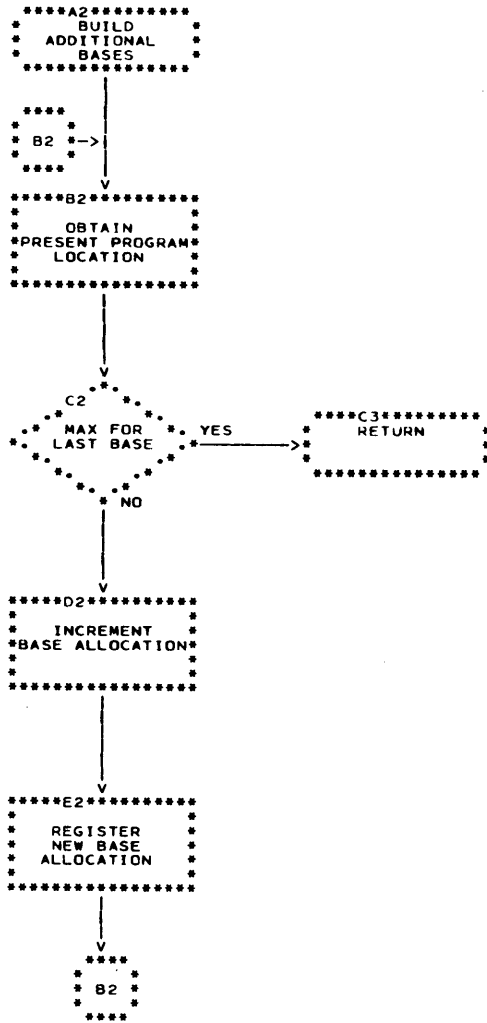 A2
BUILD
ADDITIONAL
BASES
B2
B2
OBTAIN
PRESENT PROGRAM
LOCATION
C2
MAX FOR
LAST BASE
YES
C3
RETURN
NO
D2
INCREMENT
BASE ALLOCATION
E2
REGISTER
NEW BASE
ALLOCATION
B2